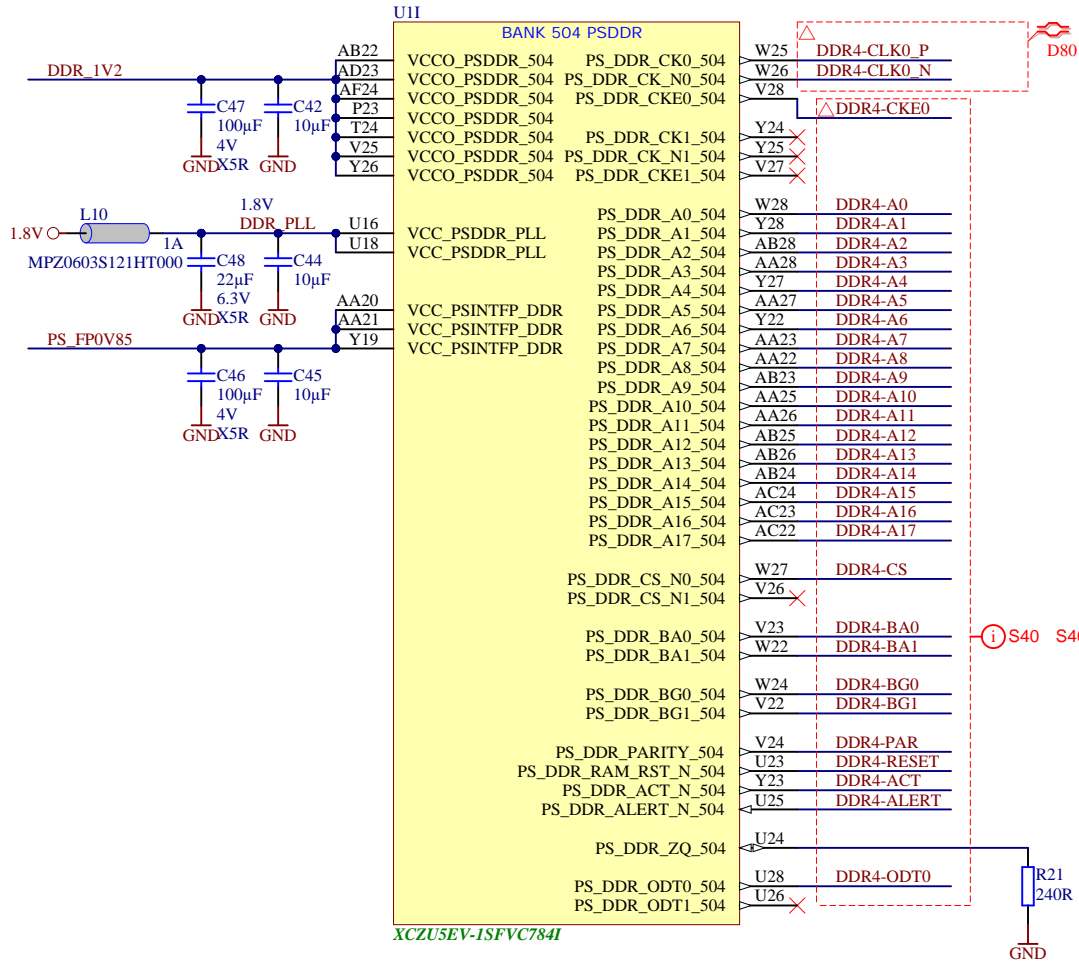 U1I
BANK 504 PSDDR
DDR_1V2
C47
100µF
4V
X5R
GND
C42
10µF
GND
AB22 VCCO_PSDDR_504
AD23 VCCO_PSDDR_504
AF24 VCCO_PSDDR_504
P23 VCCO_PSDDR_504
T24 VCCO_PSDDR_504
V25 VCCO_PSDDR_504
Y26 VCCO_PSDDR_504
1.8V
L10
1A
MPZ0603S121HT000
1.8V
DDR_PLL
C48
22µF
6.3V
X5R
GND
C44
10µF
GND
U16 VCC_PSDDR_PLL
U18 VCC_PSDDR_PLL
PS_FP0V85
C46
100µF
4V
X5R
GND
C45
10µF
GND
AA20 VCC_PSINTFP_DDR
AA21 VCC_PSINTFP_DDR
Y19 VCC_PSINTFP_DDR
PS_DDR_CK0_504 W25 DDR4-CLK0_P
PS_DDR_CK_N0_504 W26 DDR4-CLK0_N
PS_DDR_CKE0_504 V28 DDR4-CKE0
D80
PS_DDR_CK1_504 Y24
PS_DDR_CK_N1_504 Y25
PS_DDR_CKE1_504 V27
PS_DDR_A0_504 W28 DDR4-A0
PS_DDR_A1_504 Y28 DDR4-A1
PS_DDR_A2_504 AB28 DDR4-A2
PS_DDR_A3_504 AA28 DDR4-A3
PS_DDR_A4_504 Y27 DDR4-A4
PS_DDR_A5_504 AA27 DDR4-A5
PS_DDR_A6_504 Y22 DDR4-A6
PS_DDR_A7_504 AA23 DDR4-A7
PS_DDR_A8_504 AA22 DDR4-A8
PS_DDR_A9_504 AB23 DDR4-A9
PS_DDR_A10_504 AA25 DDR4-A10
PS_DDR_A11_504 AA26 DDR4-A11
PS_DDR_A12_504 AB25 DDR4-A12
PS_DDR_A13_504 AB26 DDR4-A13
PS_DDR_A14_504 AB24 DDR4-A14
PS_DDR_A15_504 AC24 DDR4-A15
PS_DDR_A16_504 AC23 DDR4-A16
PS_DDR_A17_504 AC22 DDR4-A17
PS_DDR_CS_N0_504 W27 DDR4-CS
PS_DDR_CS_N1_504 V26
PS_DDR_BA0_504 V23 DDR4-BA0
PS_DDR_BA1_504 W22 DDR4-BA1
i S40
PS_DDR_BG0_504 W24 DDR4-BG0
PS_DDR_BG1_504 V22 DDR4-BG1
PS_DDR_PARITY_504 V24 DDR4-PAR
PS_DDR_RAM_RST_N_504 U23 DDR4-RESET
PS_DDR_ACT_N_504 Y23 DDR4-ACT
PS_DDR_ALERT_N_504 U25 DDR4-ALERT
PS_DDR_ZQ_504 U24
R21
240R
GND
PS_DDR_ODT0_504 U28 DDR4-ODT0
PS_DDR_ODT1_504 U26
XCZU5EV-1SFVC784I